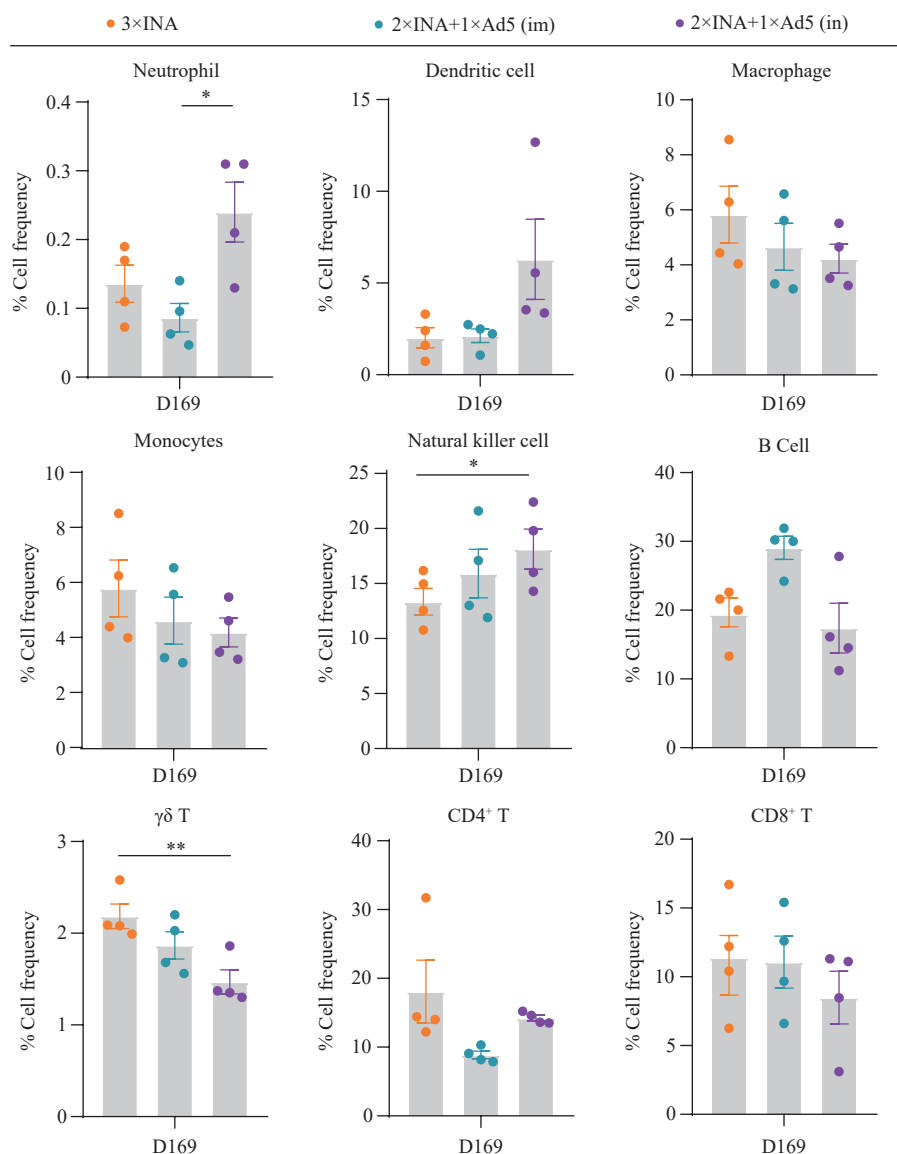 3×INA 2×INA+1×Ad5 (im) 2×INA+1×Ad5 (in)
Neutrophil
*
% Cell frequency
0.4
0.3
0.2
0.1
0
D169
Dendritic cell
% Cell frequency
15
10
5
0
D169
Macrophage
% Cell frequency
10
8
6
4
2
0
D169
Monocytes
% Cell frequency
10
8
6
4
2
0
D169
Natural killer cell
*
% Cell frequency
25
20
15
10
5
0
D169
B Cell
% Cell frequency
40
30
20
10
0
D169
γδ T
**
% Cell frequency
3
2
1
0
D169
CD4⁺ T
% Cell frequency
40
30
20
10
0
D169
CD8⁺ T
% Cell frequency
20
15
10
5
0
D169